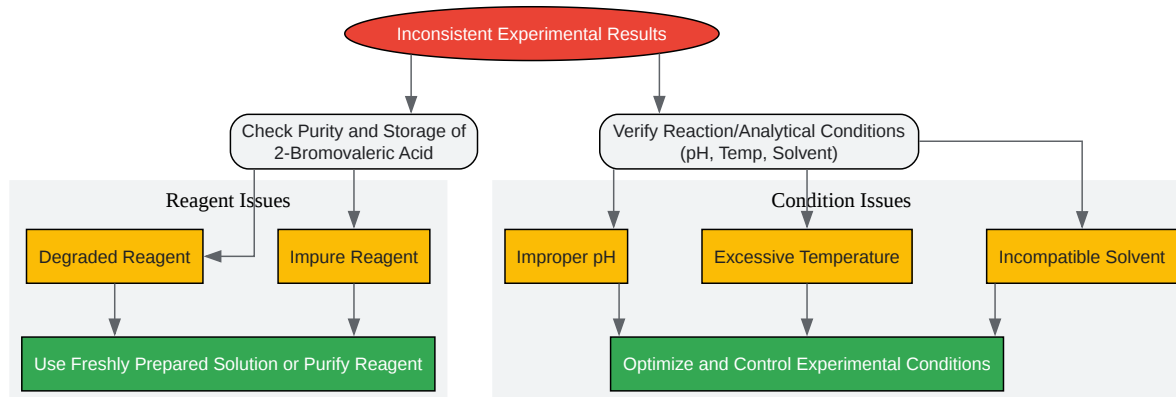 Inconsistent Experimental Results
Check Purity and Storage of
2-Bromovaleric Acid
Verify Reaction/Analytical Conditions
(pH, Temp, Solvent)
Reagent Issues
Condition Issues
Degraded Reagent
Impure Reagent
Improper pH
Excessive Temperature
Incompatible Solvent
Use Freshly Prepared Solution or Purify Reagent
Optimize and Control Experimental Conditions